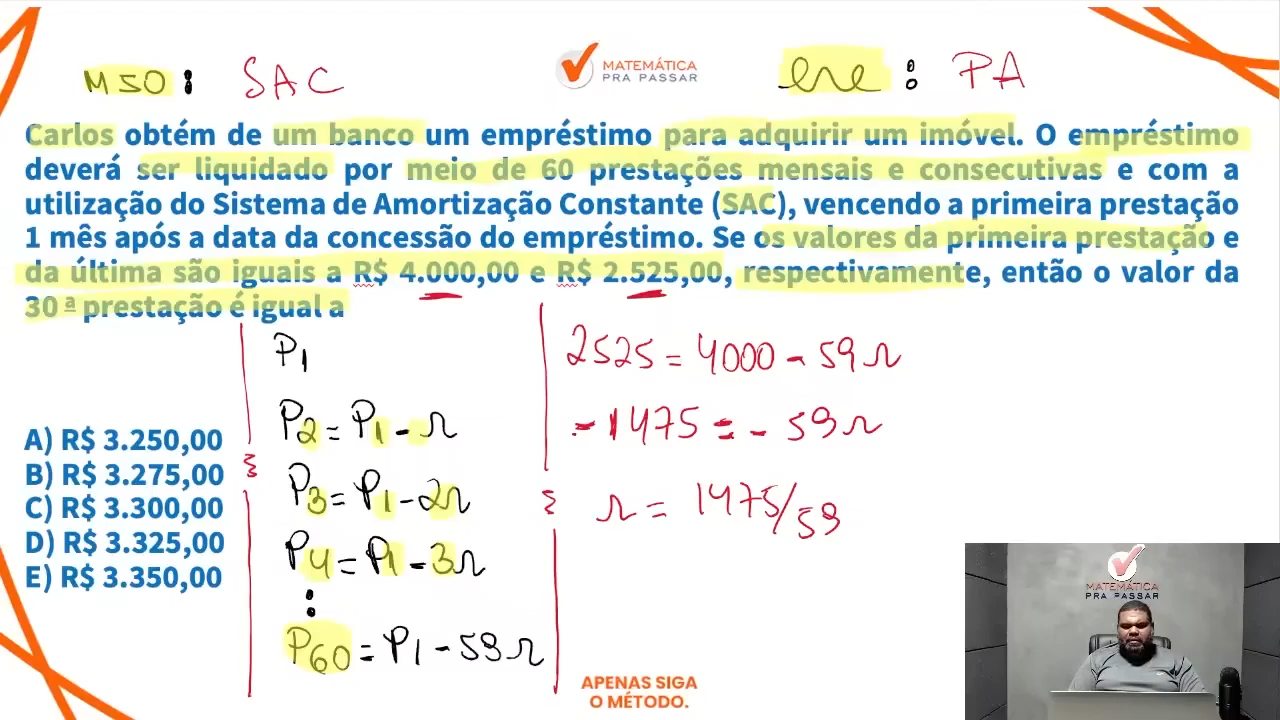 M50: SAC
MATEMÁTICA
PRA PASSAR
ere: PA
Carlos obtém de um banco um empréstimo para adquirir um imóvel. O empréstimo
deverá ser liquidado por meio de 60 prestações mensais e consecutivas e com a
utilização do Sistema de Amortização Constante (SAC), vencendo a primeira prestação
1 mês após a data da concessão do empréstimo. Se os valores da primeira prestação e
da última são iguais a R$ 4.000,00 e R$ 2.525,00, respectivamente, então o valor da
30 ª prestação é igual a
A) R$ 3.250,00
B) R$ 3.275,00
C) R$ 3.300,00
D) R$ 3.325,00
E) R$ 3.350,00
P1
P2 = P1 - r
P3 = P1 - 2r
P4 = P1 - 3r
:
P60 = P1 - 59r
2525 = 4000 - 59r
-1475 = - 59r
r = 1475/59
MATEMÁTICA
PRA PASSAR
APENAS SIGA
O MÉTODO.